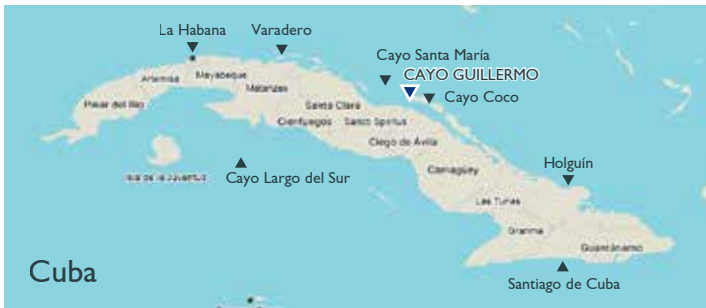 La Habana
Varadero
Cayo Santa María
CAYO GUILLERMO
Cayo Coco
Artemisa
Mayabeque
Matanzas
Pinar del Rio
Santa Clara
Cienfuegos
Sancti Spiritus
Ciego de Ávila
Isla de la Juventud
Cayo Largo del Sur
Camagüey
Holguín
Las Tunas
Granma
Guantánamo
Cuba
Santiago de Cuba